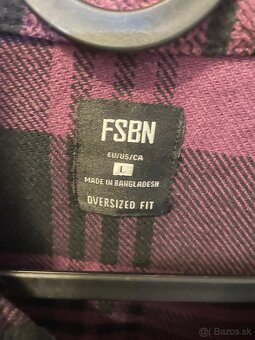 FSBN
EU/US/CA
L
MADE IN BANGLADESH
OVERSIZED FIT
Bazos.sk